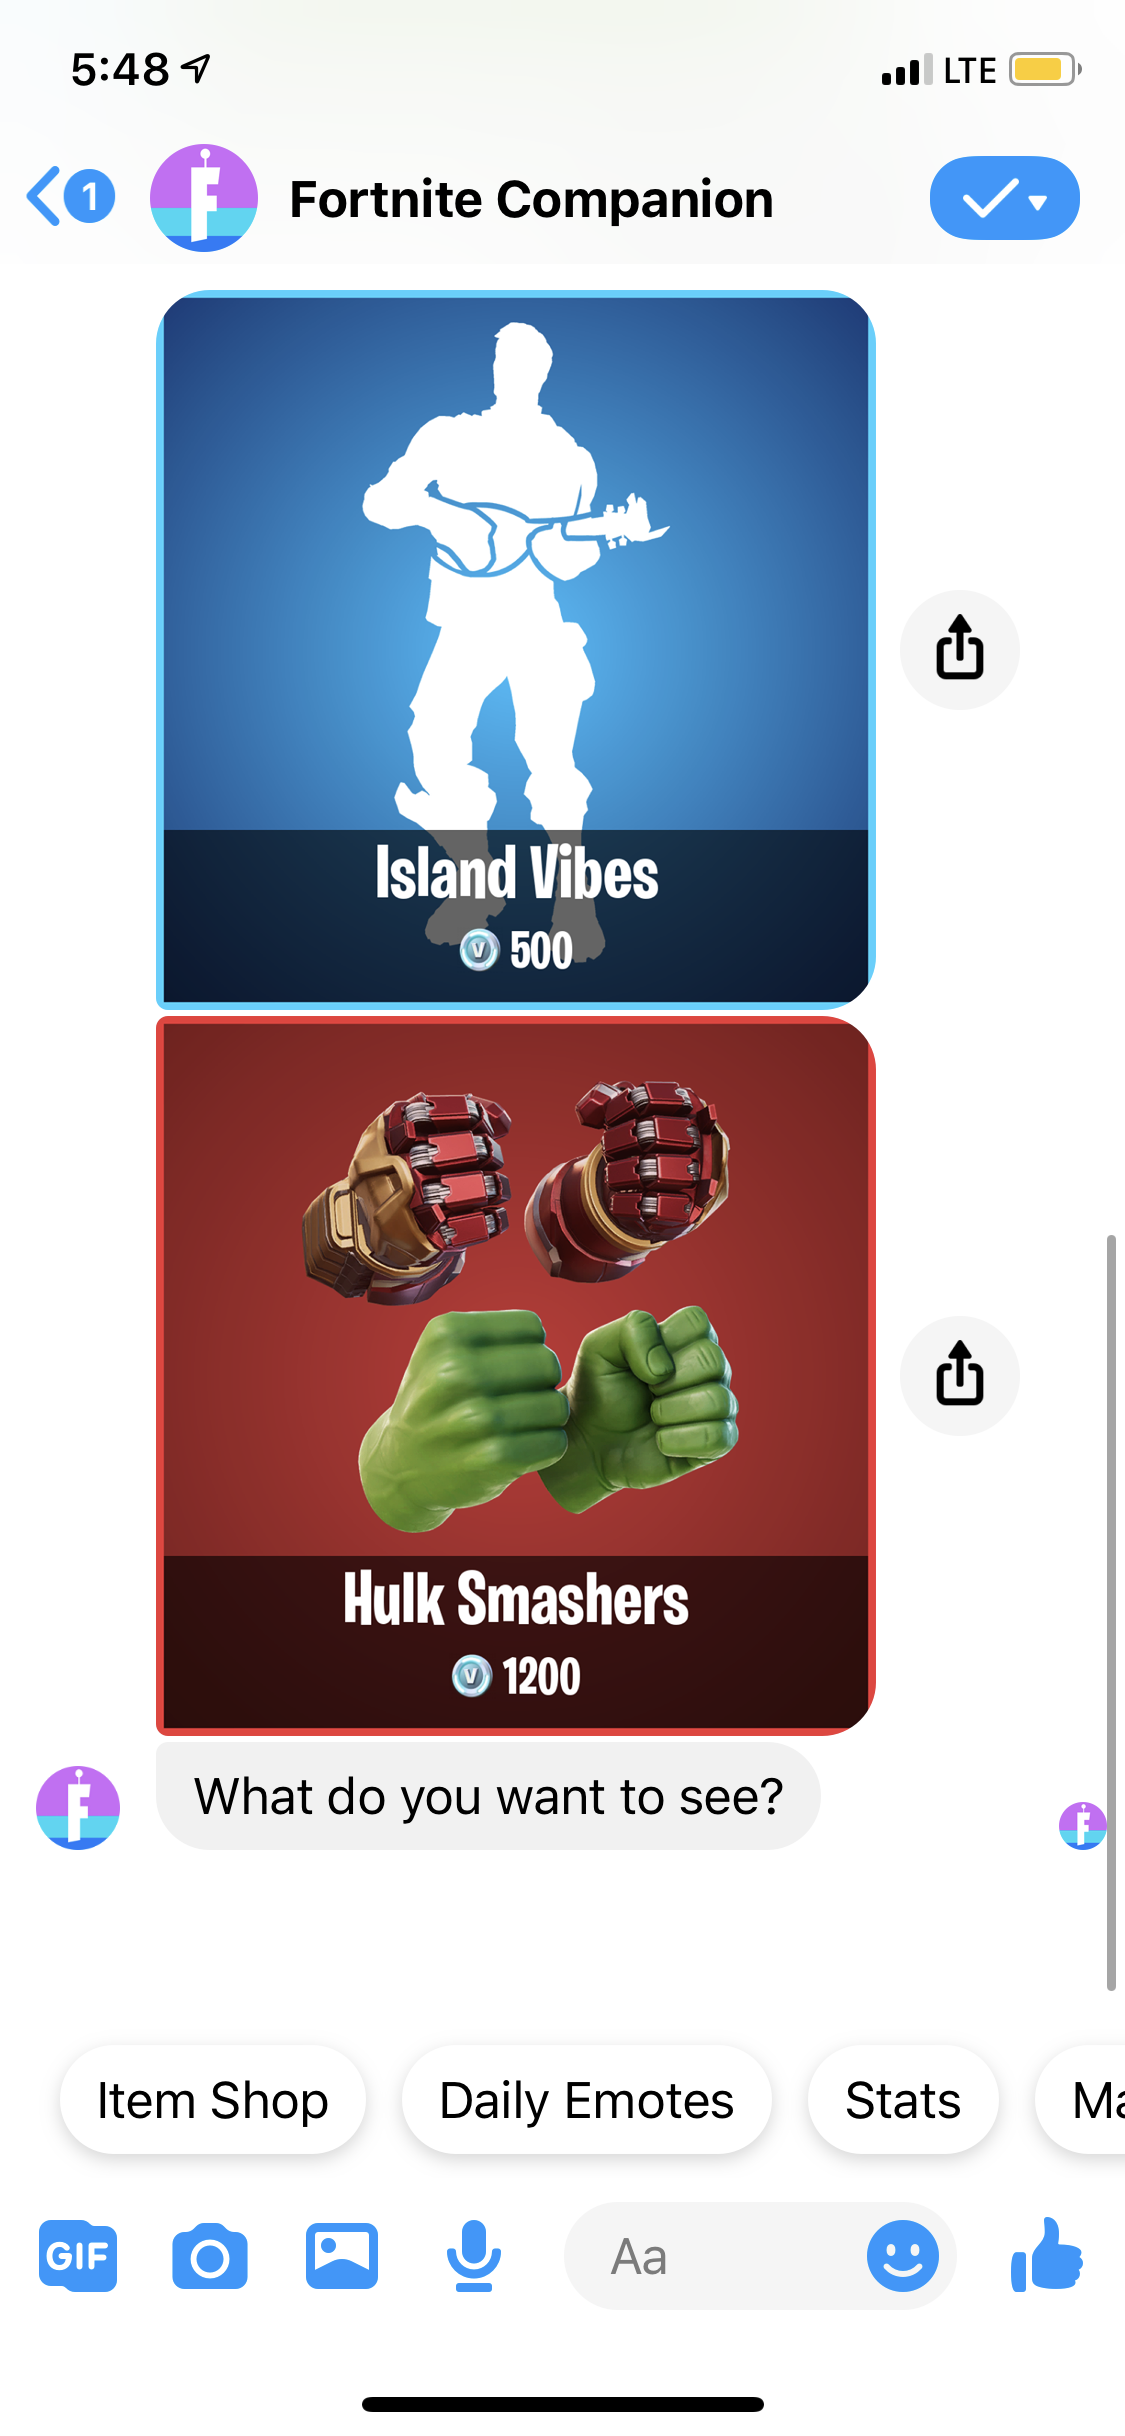 5:48
LTE
1
F
Fortnite Companion
Island Vibes
V 500
Hulk Smashers
V 1200
F
What do you want to see?
F
Item Shop
Daily Emotes
Stats
Ma
GIF
Aa